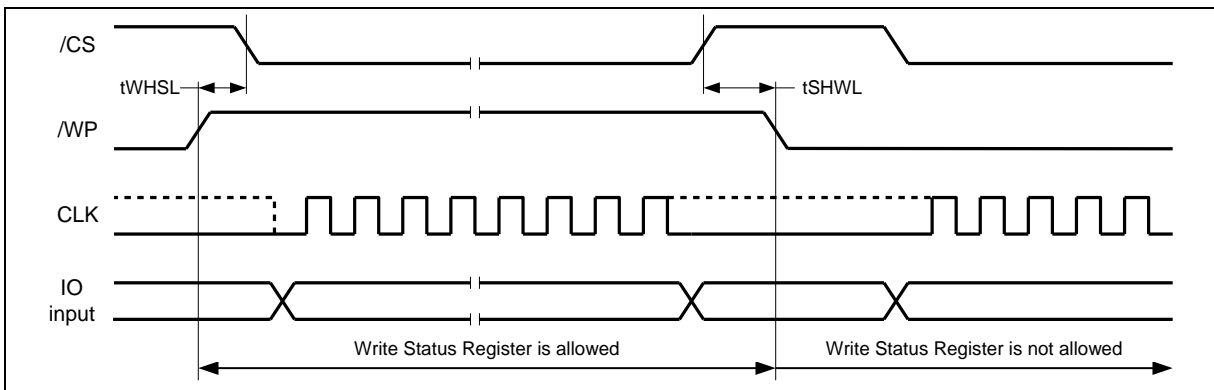 /CS
tWHSL
tSHWL
/WP
CLK
IO
input
Write Status Register is allowed
Write Status Register is not allowed